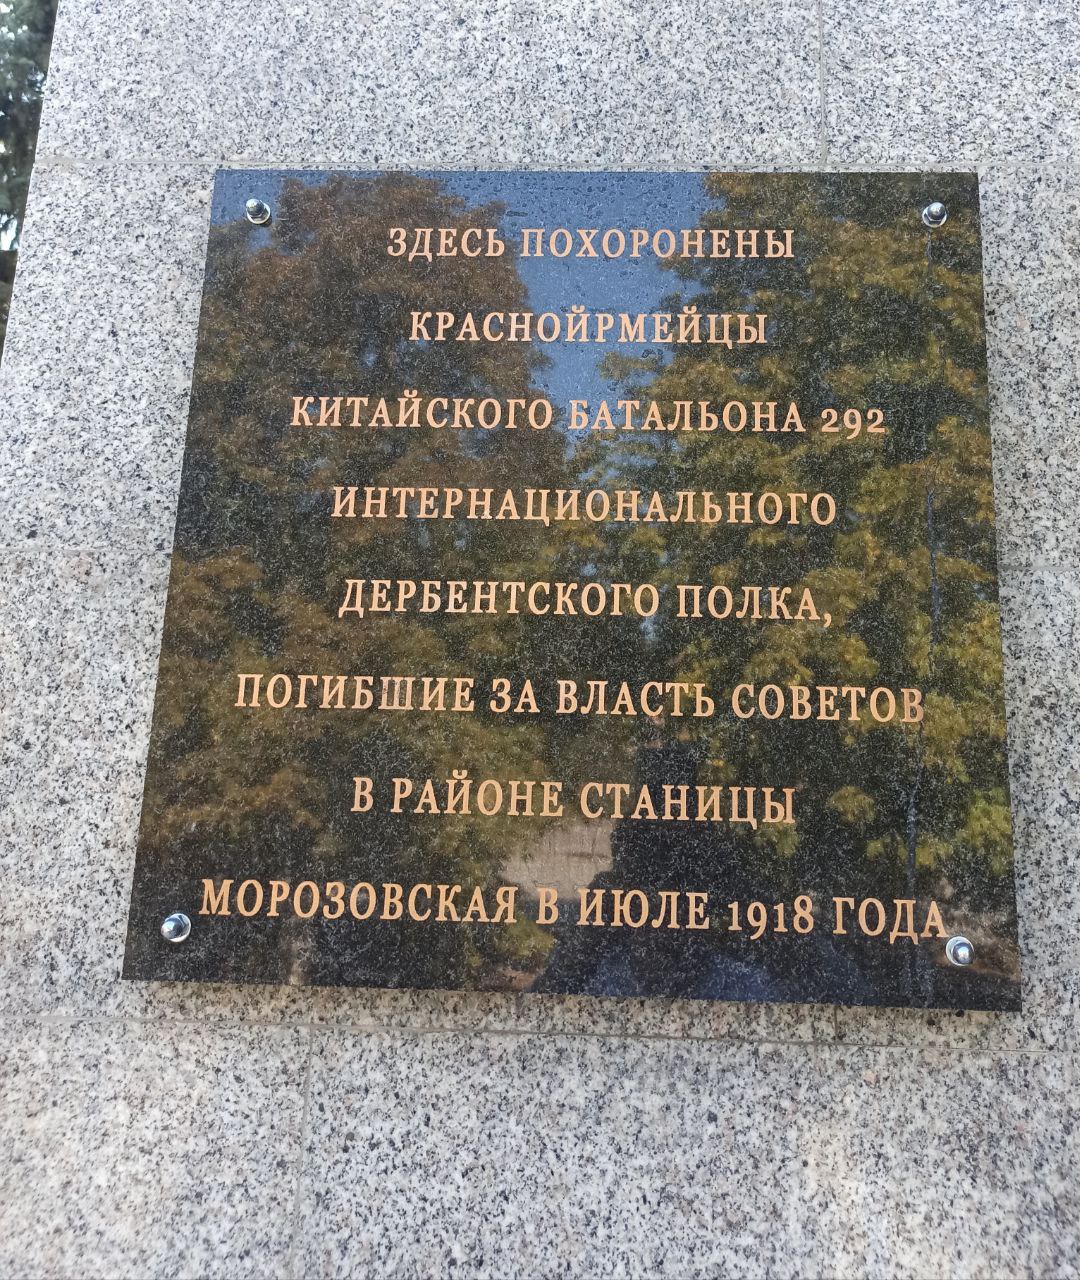 ЗДЕСЬ ПОХОРОНЕНЫ
КРАСНОЙРМЕЙЦЫ
КИТАЙСКОГО БАТАЛЬОНА 292
ИНТЕРНАЦИОНАЛЬНОГО
ДЕРБЕНТСКОГО ПОЛКА,
ПОГИБШИЕ ЗА ВЛАСТЬ СОВЕТОВ
В РАЙОНЕ СТАНИЦЫ
МОРОЗОВСКАЯ В ИЮЛЕ 1918 ГОДА